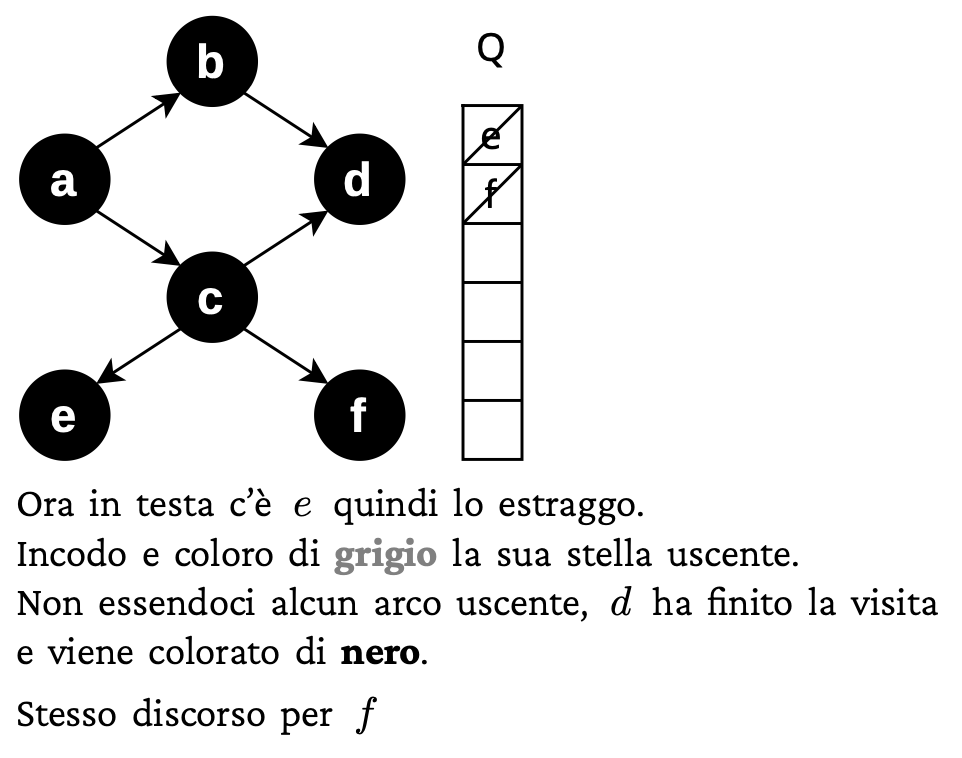 b
Q
e
a
d
f
c
e
f
Ora in testa c'è e quindi lo estraggo.
Incodo e coloro di grigio la sua stella uscente.
Non essendoci alcun arco uscente, d ha finito la visita
e viene colorato di nero.
Stesso discorso per f